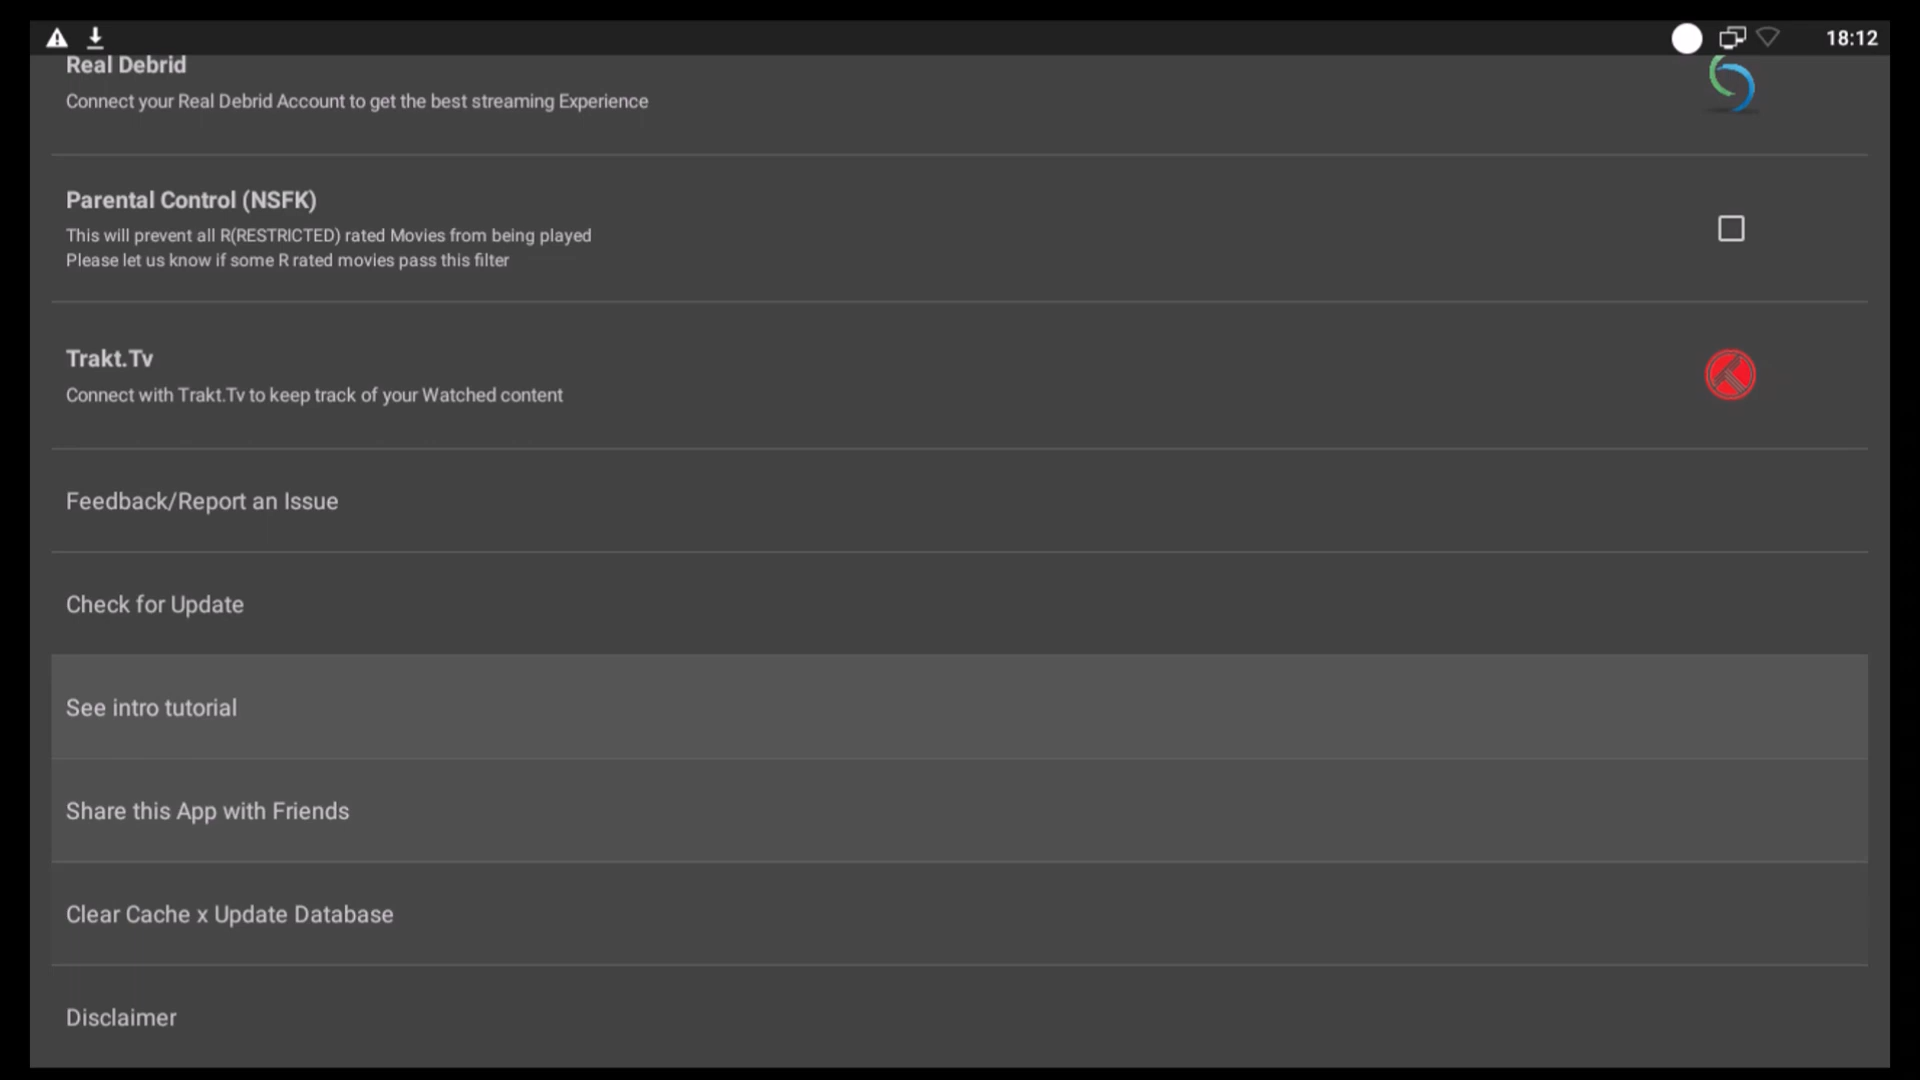 18:12
Real Debrid
Connect your Real Debrid Account to get the best streaming Experience
Parental Control (NSFK)
This will prevent all R(RESTRICTED) rated Movies from being played
Please let us know if some R rated movies pass this filter
Trakt.Tv
Connect with Trakt.Tv to keep track of your Watched content
Feedback/Report an Issue
Check for Update
See intro tutorial
Share this App with Friends
Clear Cache x Update Database
Disclaimer